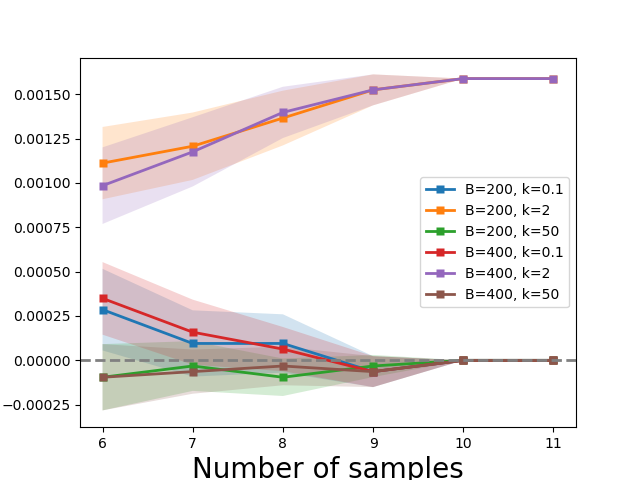 0.00150
0.00125
0.00100
0.00075
0.00050
0.00025
0.00000
−0.00025
B=200, k=0.1
B=200, k=2
B=200, k=50
B=400, k=0.1
B=400, k=2
B=400, k=50
6 7 8 9 10 11
Number of samples